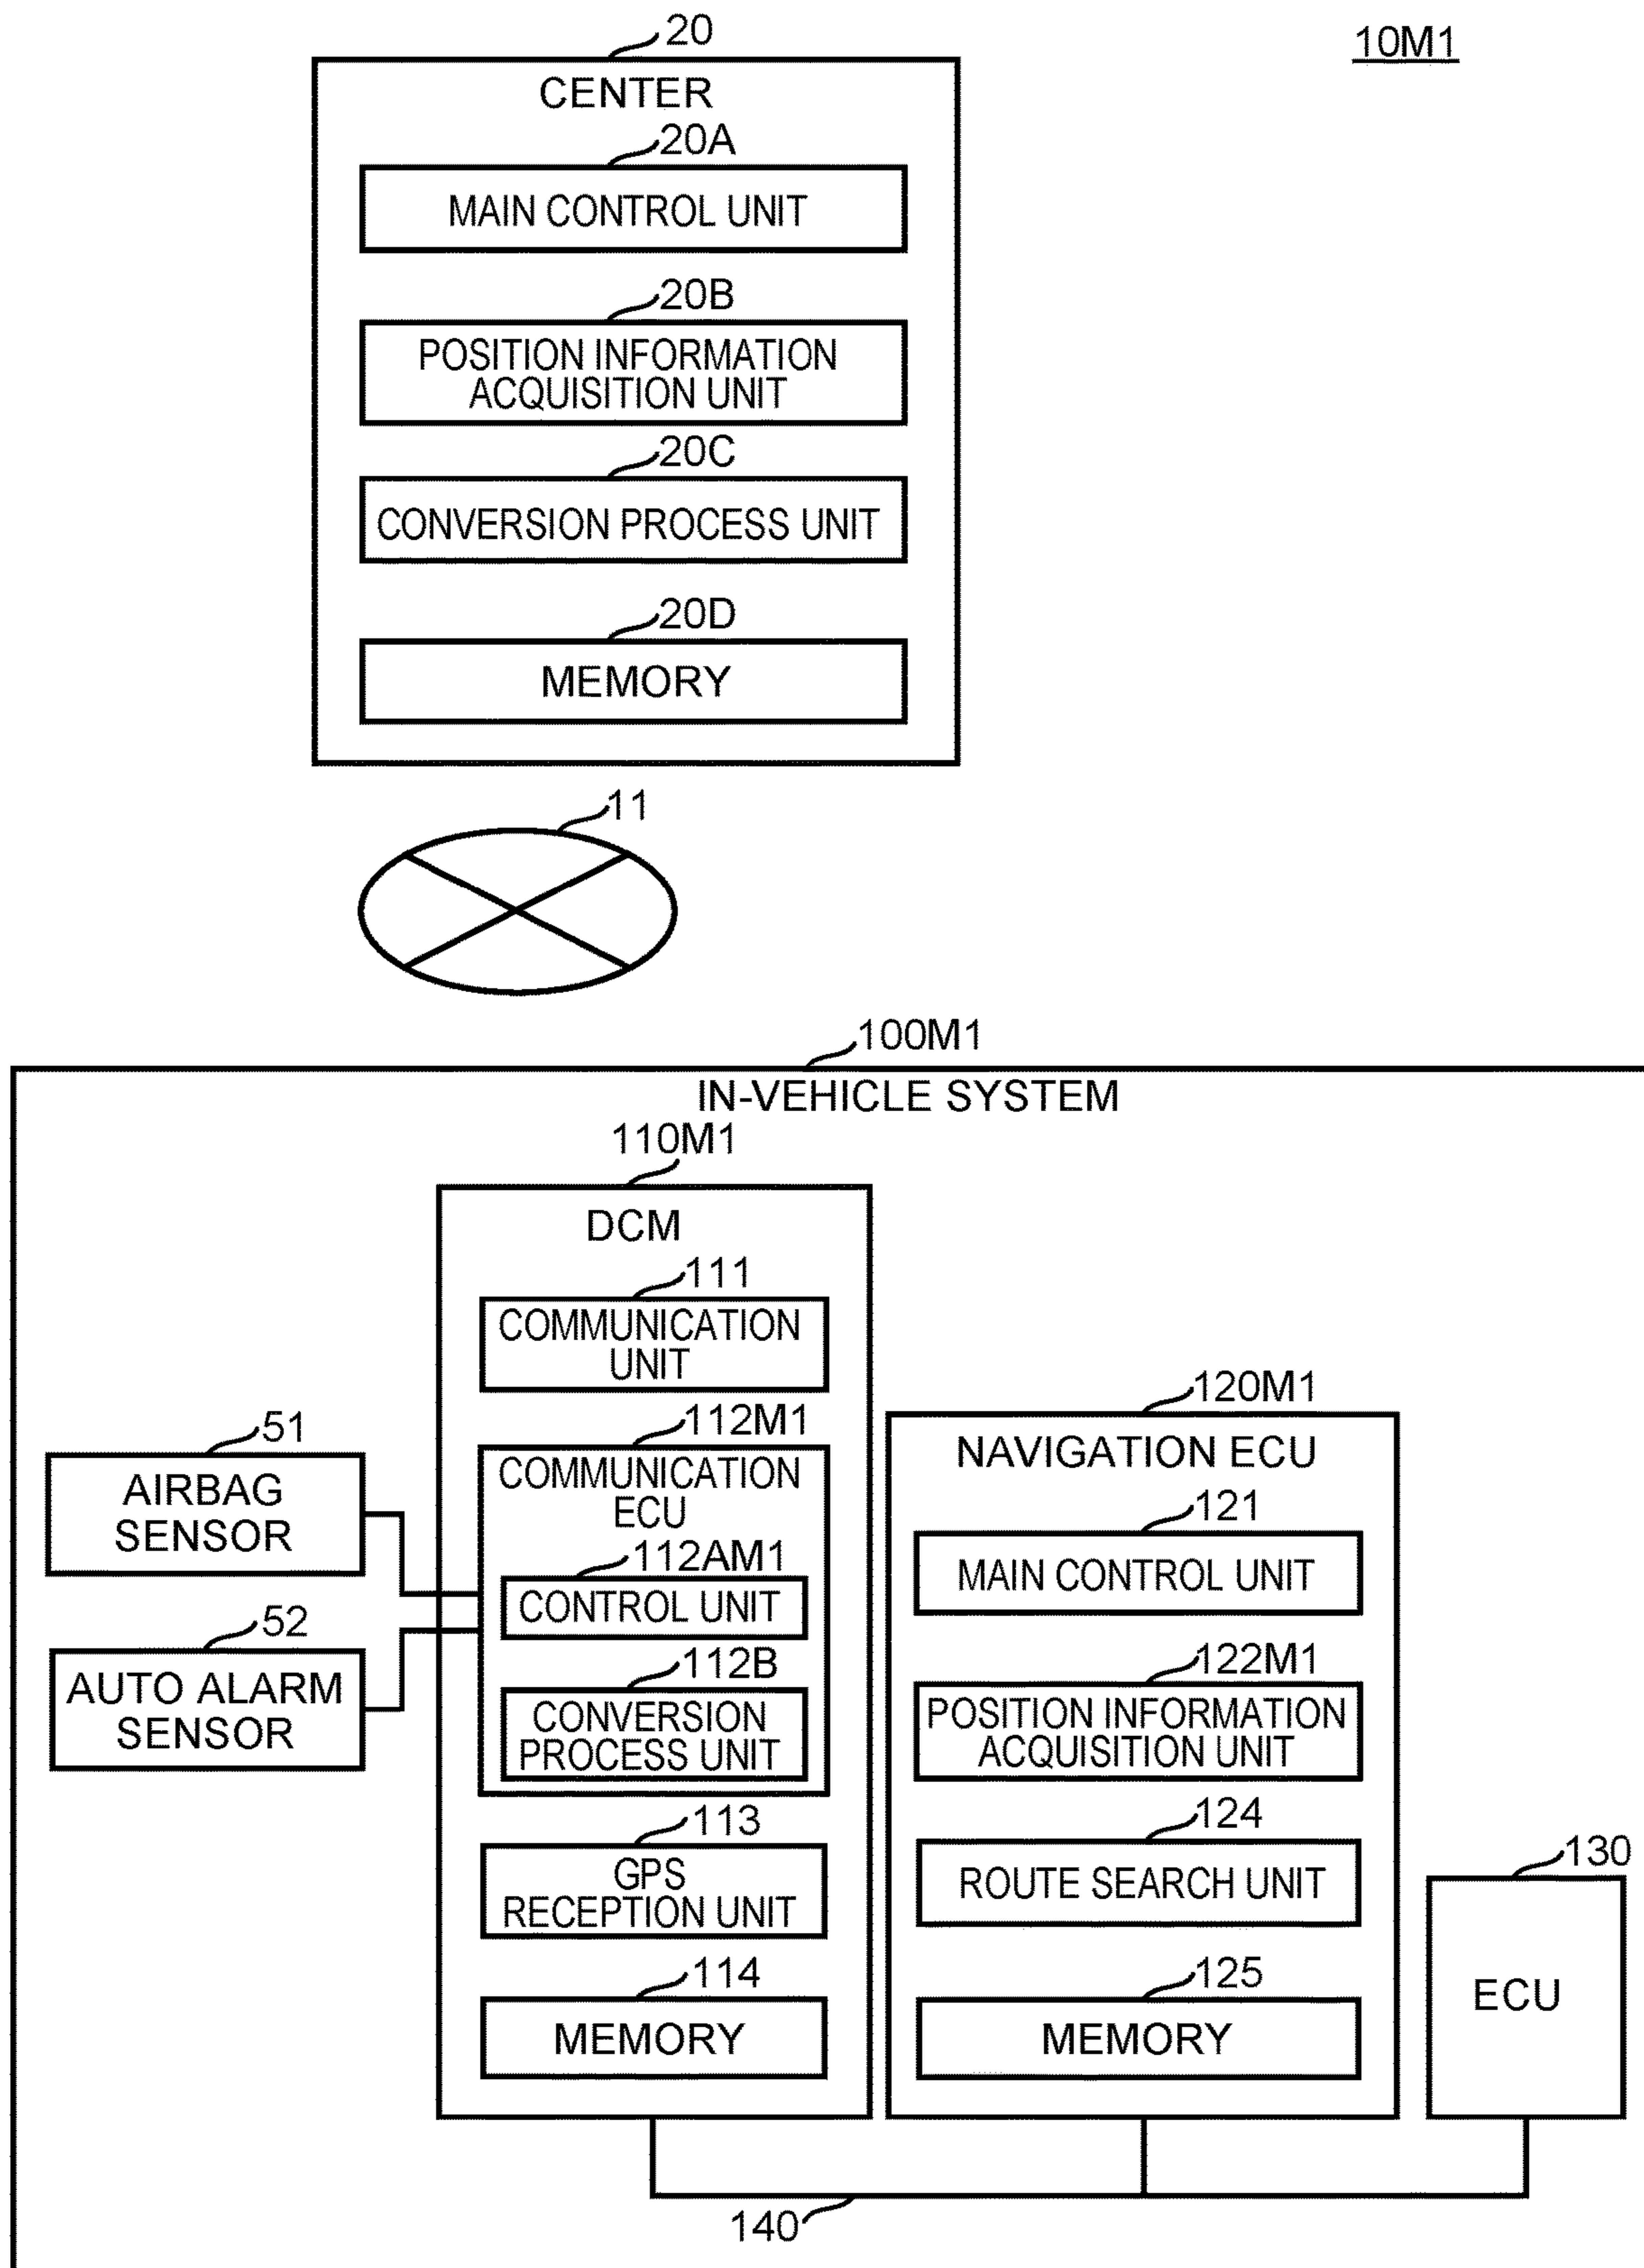 20
10M1
CENTER
20A
MAIN CONTROL UNIT
20B
POSITION INFORMATION
ACQUISITION UNIT
20C
CONVERSION PROCESS UNIT
20D
MEMORY
11
100M1
IN-VEHICLE SYSTEM
110M1
DCM
111
COMMUNICATION
UNIT
51
AIRBAG
SENSOR
52
AUTO ALARM
SENSOR
112M1
COMMUNICATION
ECU
112AM1
CONTROL UNIT
112B
CONVERSION
PROCESS UNIT
113
GPS
RECEPTION UNIT
114
MEMORY
120M1
NAVIGATION ECU
121
MAIN CONTROL UNIT
122M1
POSITION INFORMATION
ACQUISITION UNIT
124
ROUTE SEARCH UNIT
125
MEMORY
130
ECU
140